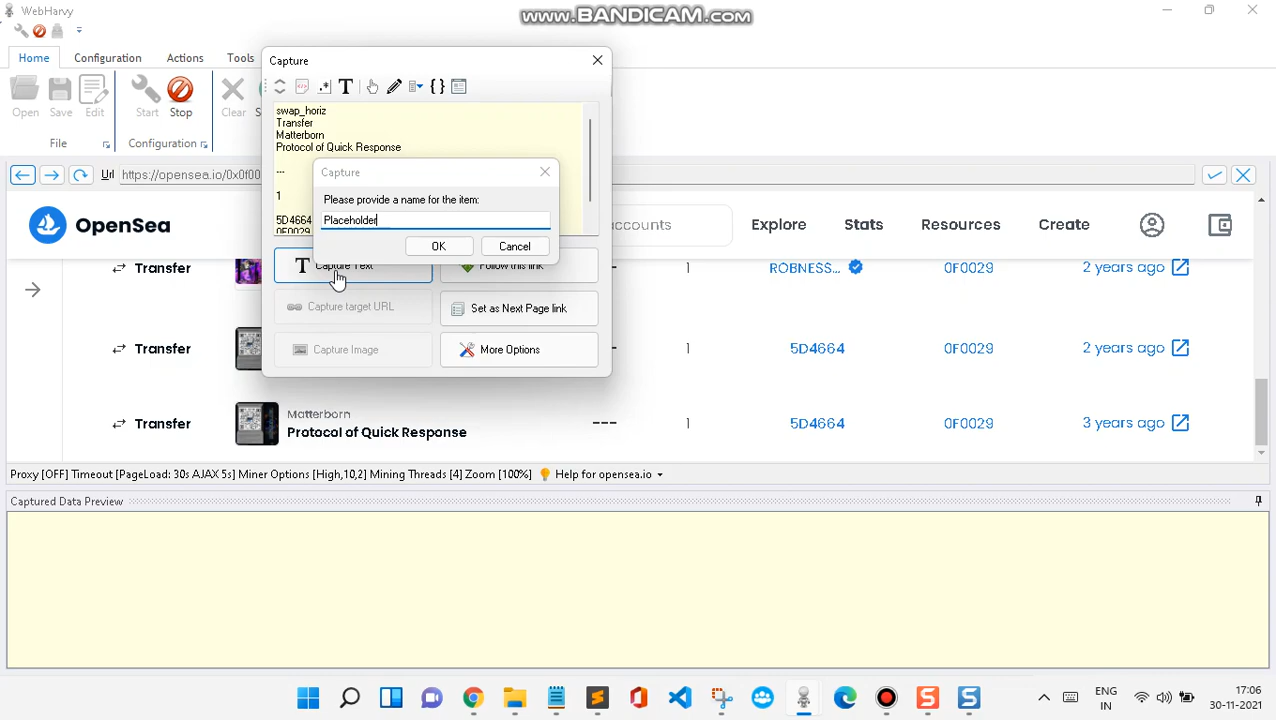 www.BANDICAM.com
WebHarvy
Home Configuration Actions Tools
Open Save Edit Start Stop Clear
File Configuration
Capture
swap_horiz
Transfer
Matterborn
Protocol of Quick Response
---
1
5D4664
0F0029
Capture
Please provide a name for the item:
Placeholder
OK Cancel
Capture Text Follow this link
Capture target URL Set as Next Page link
Capture Image More Options
Url https://opensea.io/0x0f00
OpenSea accounts Explore Stats Resources Create
Transfer 1 ROBNESS... 0F0029 2 years ago
Transfer 1 5D4664 0F0029 2 years ago
Matterborn
Transfer Protocol of Quick Response --- 1 5D4664 0F0029 3 years ago
Proxy [OFF] Timeout [PageLoad: 30s AJAX 5s] Miner Options [High,10,2] Mining Threads [4] Zoom [100%] Help for opensea.io
Captured Data Preview
ENG
IN
17:06
30-11-2021